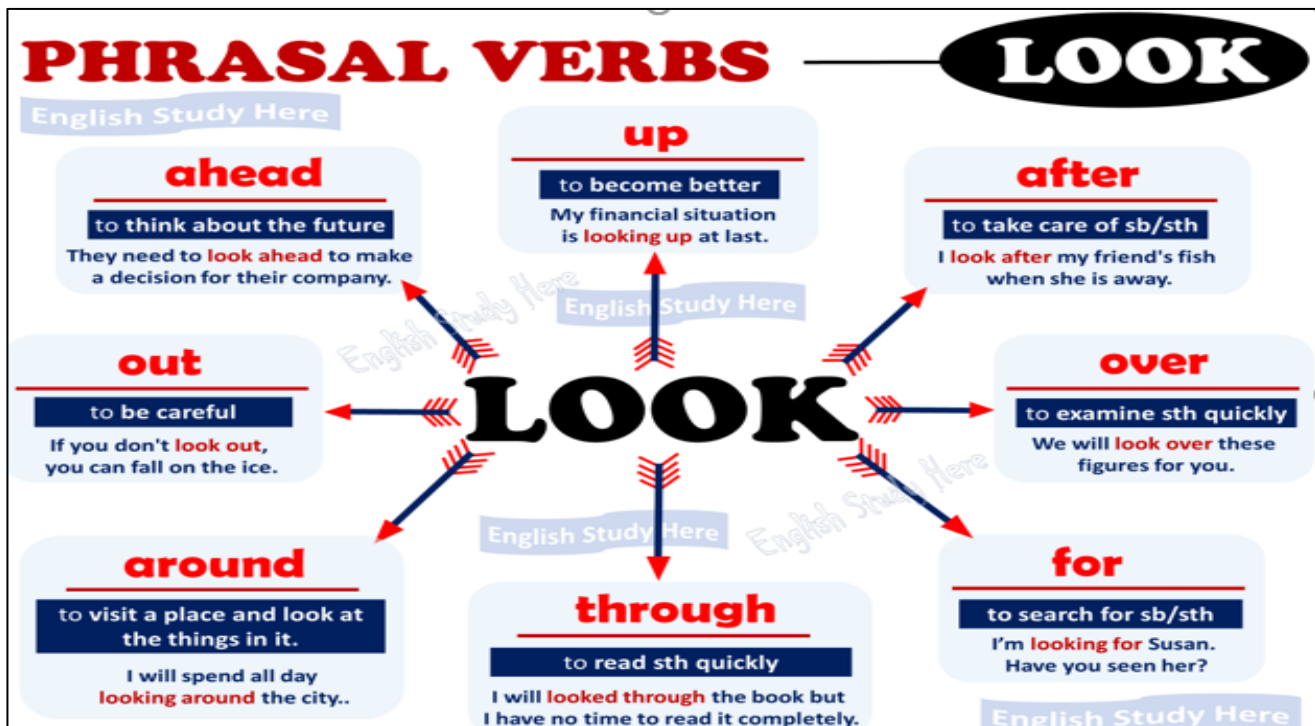 PHRASAL VERBS
LOOK
English Study Here
ahead
to think about the future
They need to look ahead to make
a decision for their company.
up
to become better
My financial situation
is looking up at last.
after
to take care of sb/sth
I look after my friend's fish
when she is away.
English Study Here
English Study Here
out
to be careful
If you don't look out,
you can fall on the ice.
LOOK
over
to examine sth quickly
We will look over these
figures for you.
English Study Here
English Study Here
around
to visit a place and look at
the things in it.
I will spend all day
looking around the city..
through
to read sth quickly
I will looked through the book but
I have no time to read it completely.
for
to search for sb/sth
I'm looking for Susan.
Have you seen her?
English Study Here